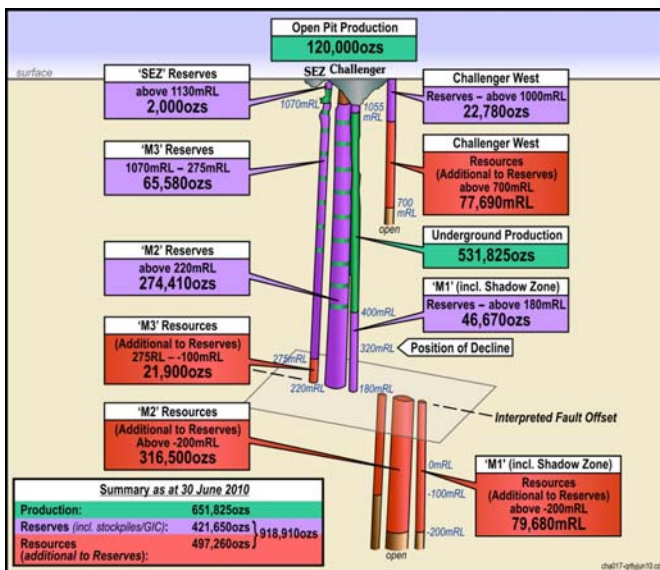 Open Pit Production
120,000ozs
surface
SEZ Challenger
'SEZ' Reserves
above 1130mRL
2,000ozs
1070mRL
1055
mRL
Challenger West
Reserves – above 1000mRL
22,780ozs
'M3' Reserves
1070mRL – 275mRL
65,580ozs
Challenger West
Resources
(Additional to Reserves)
above 700mRL
77,690mRL
700
mRL
open
Underground Production
531,825ozs
'M2' Reserves
above 220mRL
274,410ozs
'M1' (incl. Shadow Zone)
Reserves – above 180mRL
46,670ozs
400mRL
320mRL
Position of Decline
'M3' Resources
(Additional to Reserves)
275RL – -100mRL
21,900ozs
275mRL
220mRL
180mRL
Interpreted Fault Offset
'M2' Resources
(Additional to Reserves)
Above -200mRL
316,500ozs
0mRL
-100mRL
-200mRL
open
'M1' (incl. Shadow Zone)
Resources
(Additional to Reserves)
above -200mRL
79,680mRL
Summary as at 30 June 2010
Production: 651,825ozs
Reserves (incl. stockpiles/GIC): 421,650ozs
918,910ozs
Resources 497,260ozs
(additional to Reserves):